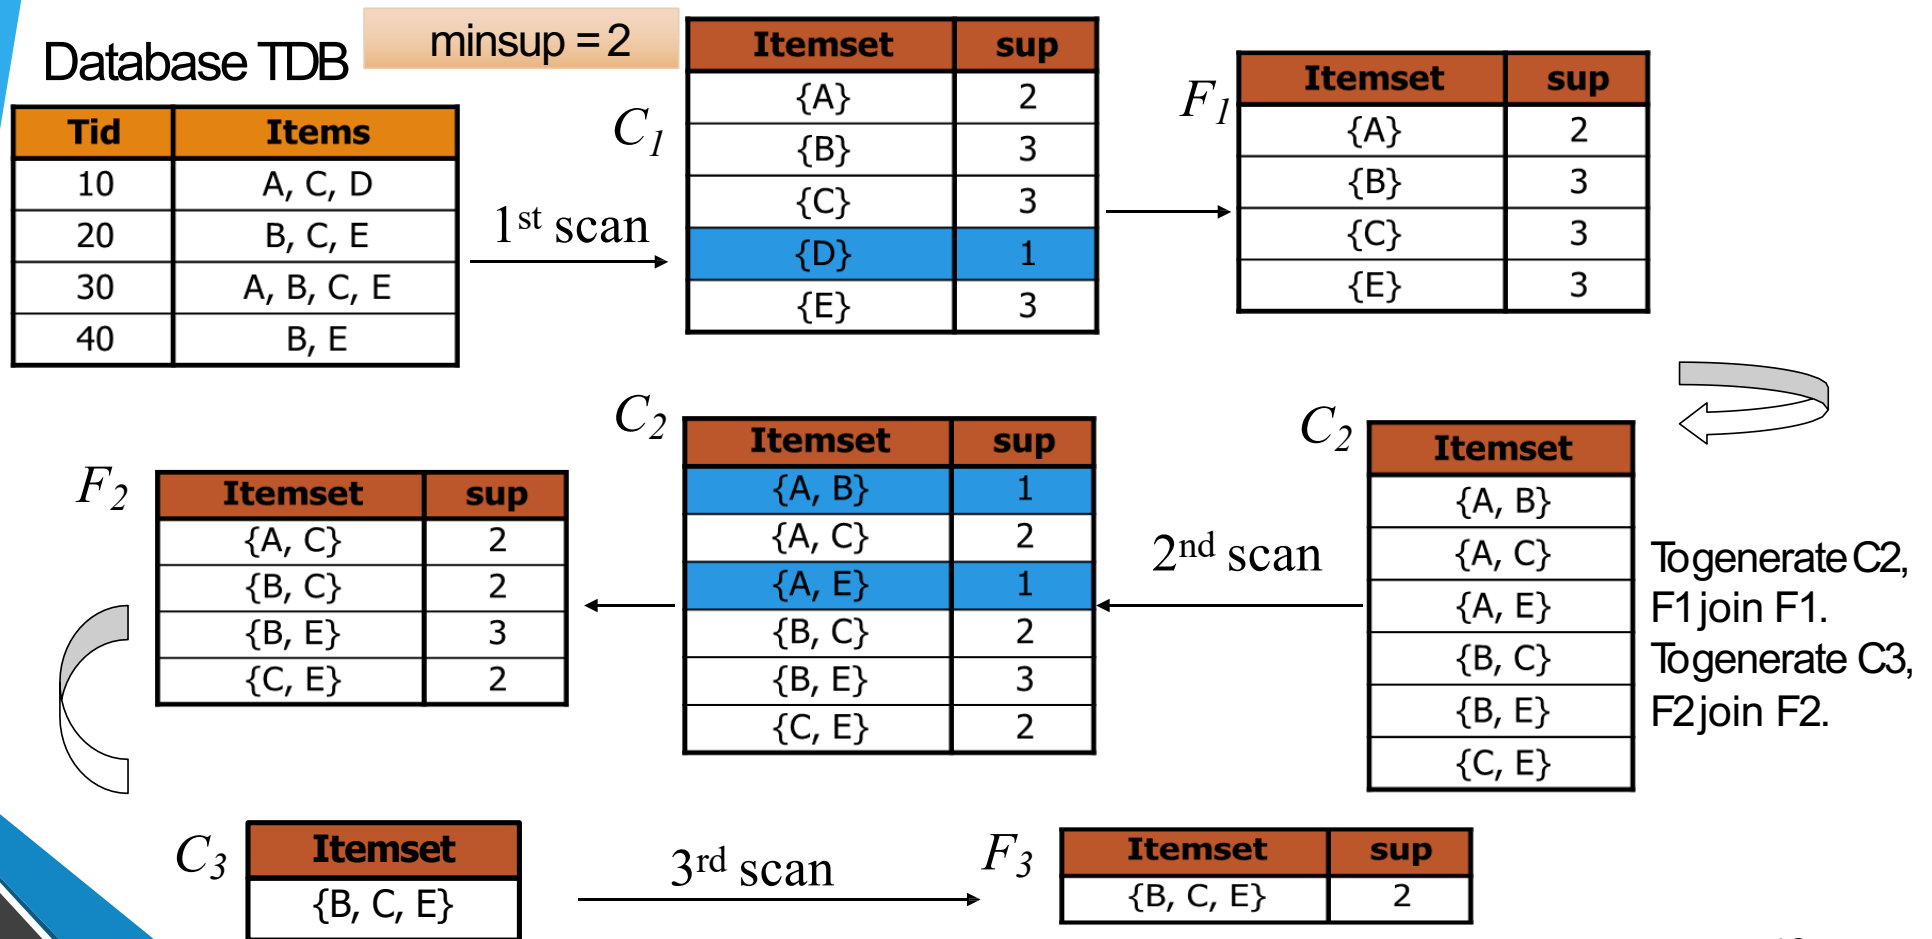 Database TDB
minsup = 2
Tid Items
10 A, C, D
20 B, C, E
30 A, B, C, E
40 B, E
1st scan
C1
Itemset sup
{A} 2
{B} 3
{C} 3
{D} 1
{E} 3
F1
Itemset sup
{A} 2
{B} 3
{C} 3
{E} 3
C2
Itemset
{A, B}
{A, C}
{A, E}
{B, C}
{B, E}
{C, E}
To generate C2,
F1 join F1.
To generate C3,
F2 join F2.
2nd scan
C2
Itemset sup
{A, B} 1
{A, C} 2
{A, E} 1
{B, C} 2
{B, E} 3
{C, E} 2
F2
Itemset sup
{A, C} 2
{B, C} 2
{B, E} 3
{C, E} 2
C3
Itemset
{B, C, E}
3rd scan
F3
Itemset sup
{B, C, E} 2